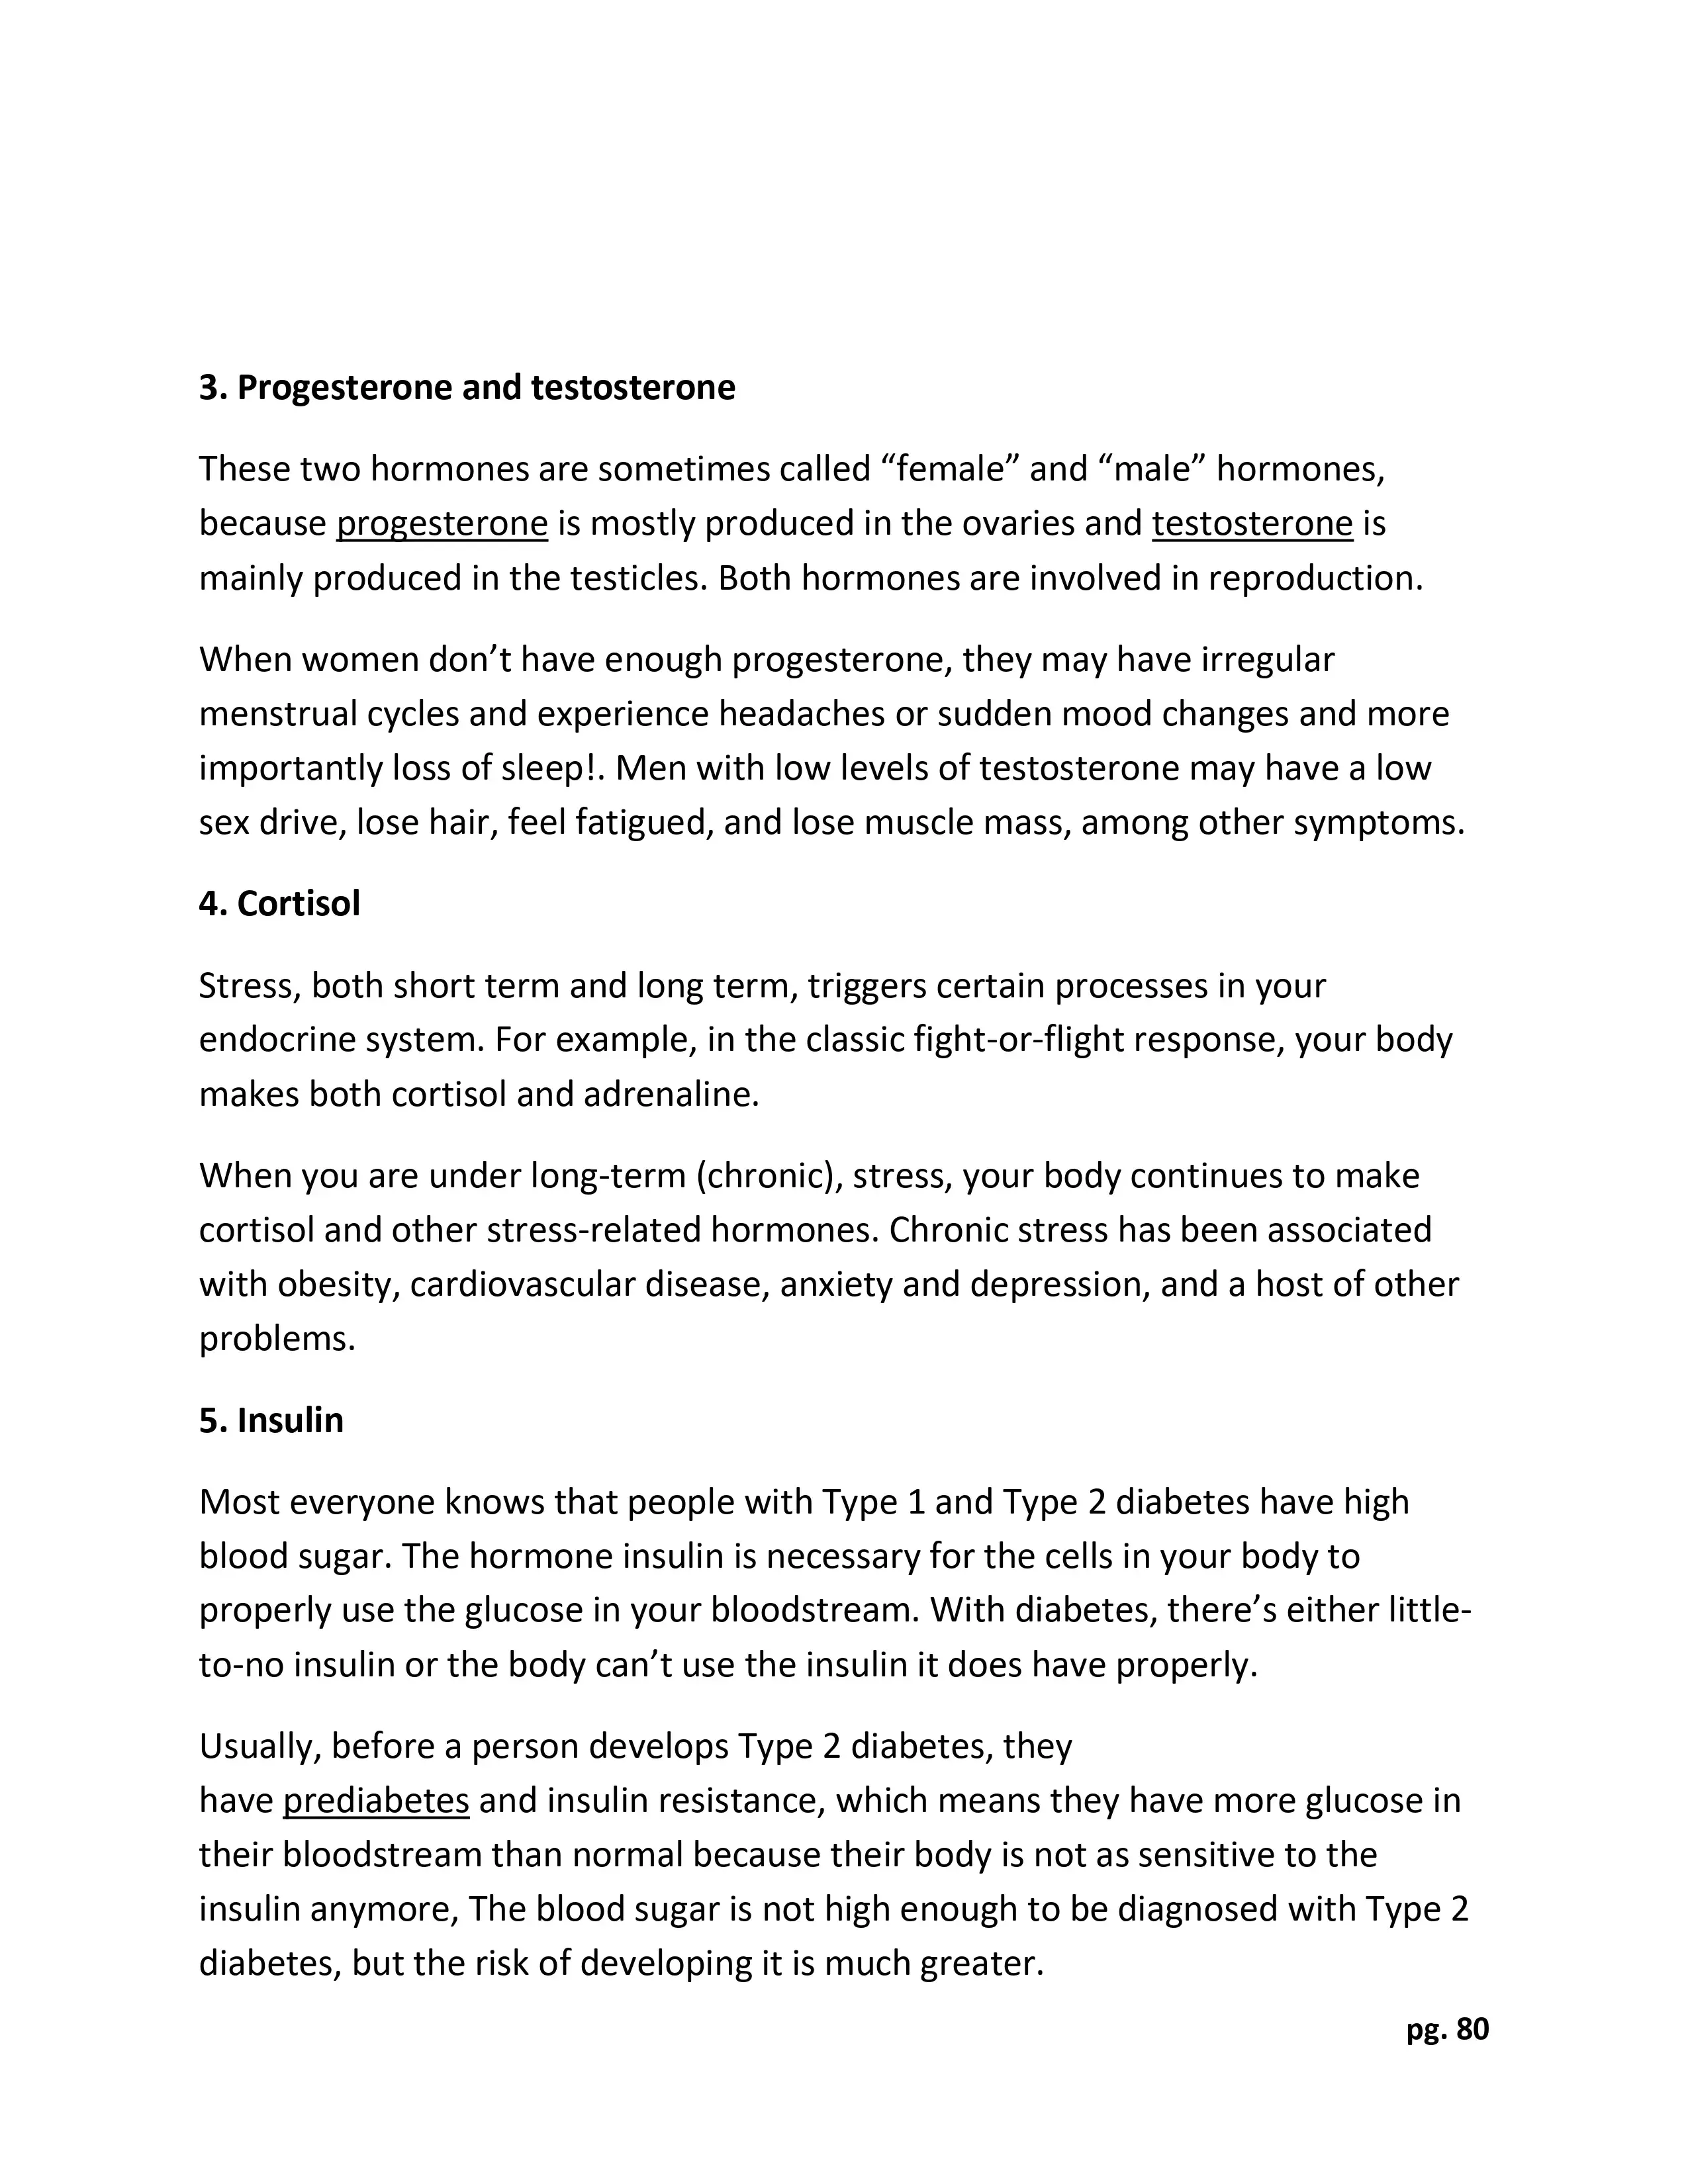 3. Progesterone and testosterone
These two hormones are sometimes called “female” and “male” hormones,
because progesterone is mostly produced in the ovaries and testosterone is
mainly produced in the testicles. Both hormones are involved in reproduction.
When women don’t have enough progesterone, they may have irregular
menstrual cycles and experience headaches or sudden mood changes and more
importantly loss of sleep!. Men with low levels of testosterone may have a low
sex drive, lose hair, feel fatigued, and lose muscle mass, among other symptoms.
4. Cortisol
Stress, both short term and long term, triggers certain processes in your
endocrine system. For example, in the classic fight-or-flight response, your body
makes both cortisol and adrenaline.
When you are under long-term (chronic), stress, your body continues to make
cortisol and other stress-related hormones. Chronic stress has been associated
with obesity, cardiovascular disease, anxiety and depression, and a host of other
problems.
5. Insulin
Most everyone knows that people with Type 1 and Type 2 diabetes have high
blood sugar. The hormone insulin is necessary for the cells in your body to
properly use the glucose in your bloodstream. With diabetes, there’s either little-
to-no insulin or the body can’t use the insulin it does have properly.
Usually, before a person develops Type 2 diabetes, they
have prediabetes and insulin resistance, which means they have more glucose in
their bloodstream than normal because their body is not as sensitive to the
insulin anymore, The blood sugar is not high enough to be diagnosed with Type 2
diabetes, but the risk of developing it is much greater.
pg. 80